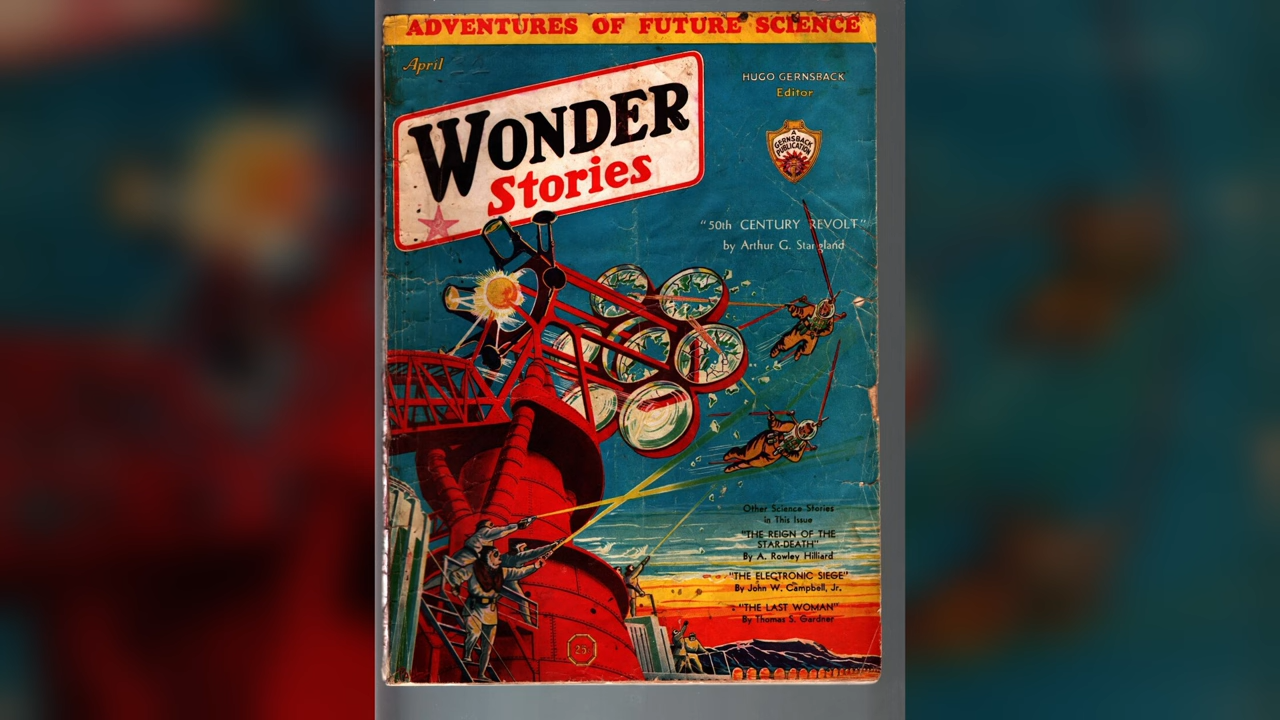 ADVENTURES OF FUTURE SCIENCE
April
HUGO GERNSBACK
Editor
WONDER
Stories
A
GERNSBACK
PUBLICATION
"50th CENTURY REVOLT"
by Arthur G. Stangland
Other Science Stories
in This Issue
"THE REIGN OF THE
STAR-DEATH"
By A. Rowley Hilliard
"THE ELECTRONIC SIEGE"
By John W. Campbell, Jr.
"THE LAST WOMAN"
By Thomas S. Gardner
25¢